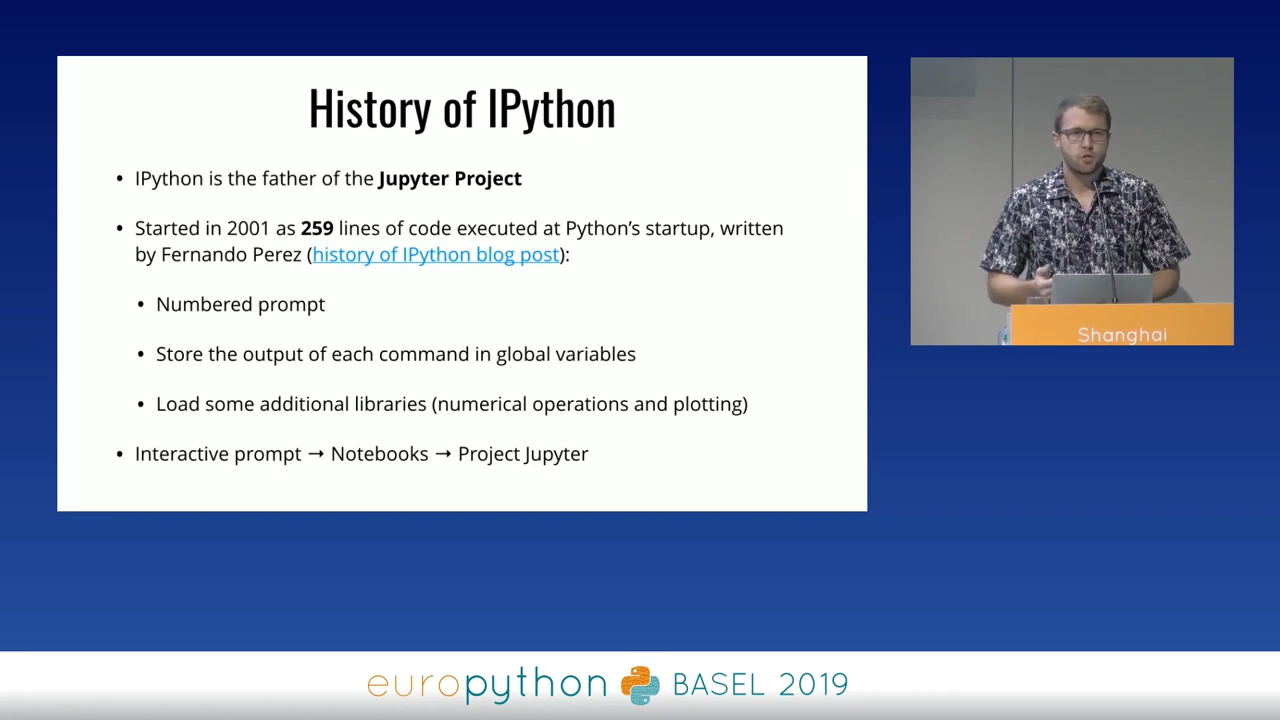 History of IPython
• IPython is the father of the Jupyter Project
• Started in 2001 as 259 lines of code executed at Python’s startup, written
by Fernando Perez (history of IPython blog post):
• Numbered prompt
• Store the output of each command in global variables
• Load some additional libraries (numerical operations and plotting)
• Interactive prompt → Notebooks → Project Jupyter
Shanghai
europython BASEL 2019